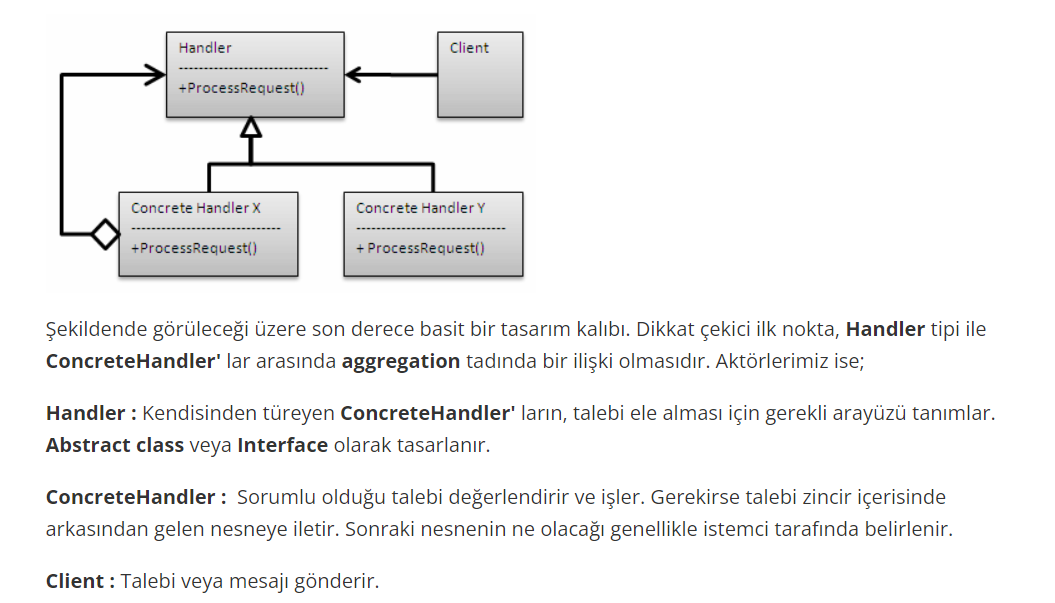 Handler
Client
------------------------------
+ProcessRequest()
Concrete Handler X
Concrete Handler Y
------------------------------
------------------------------
+ProcessRequest()
+ ProcessRequest()
Şekildende görüleceği üzere son derece basit bir tasarım kalıbı. Dikkat çekici ilk nokta, Handler tipi ile
ConcreteHandler' lar arasında aggregation tadında bir ilişki olmasıdır. Aktörlerimiz ise;
Handler : Kendisinden türeyen ConcreteHandler' ların, talebi ele alması için gerekli arayüzü tanımlar.
Abstract class veya Interface olarak tasarlanır.
ConcreteHandler :  Sorumlu olduğu talebi değerlendirir ve işler. Gerekirse talebi zincir içerisinde
arkasından gelen nesneye iletir. Sonraki nesnenin ne olacağı genellikle istemci tarafında belirlenir.
Client : Talebi veya mesajı gönderir.